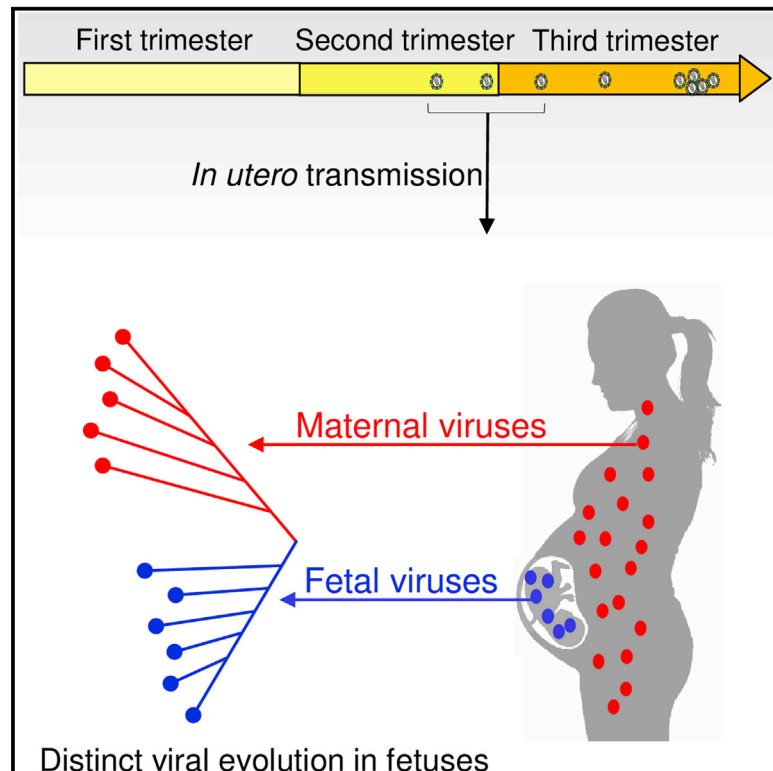 First trimester Second trimester Third trimester
In utero transmission
Maternal viruses
Fetal viruses
Distinct viral evolution in fetuses